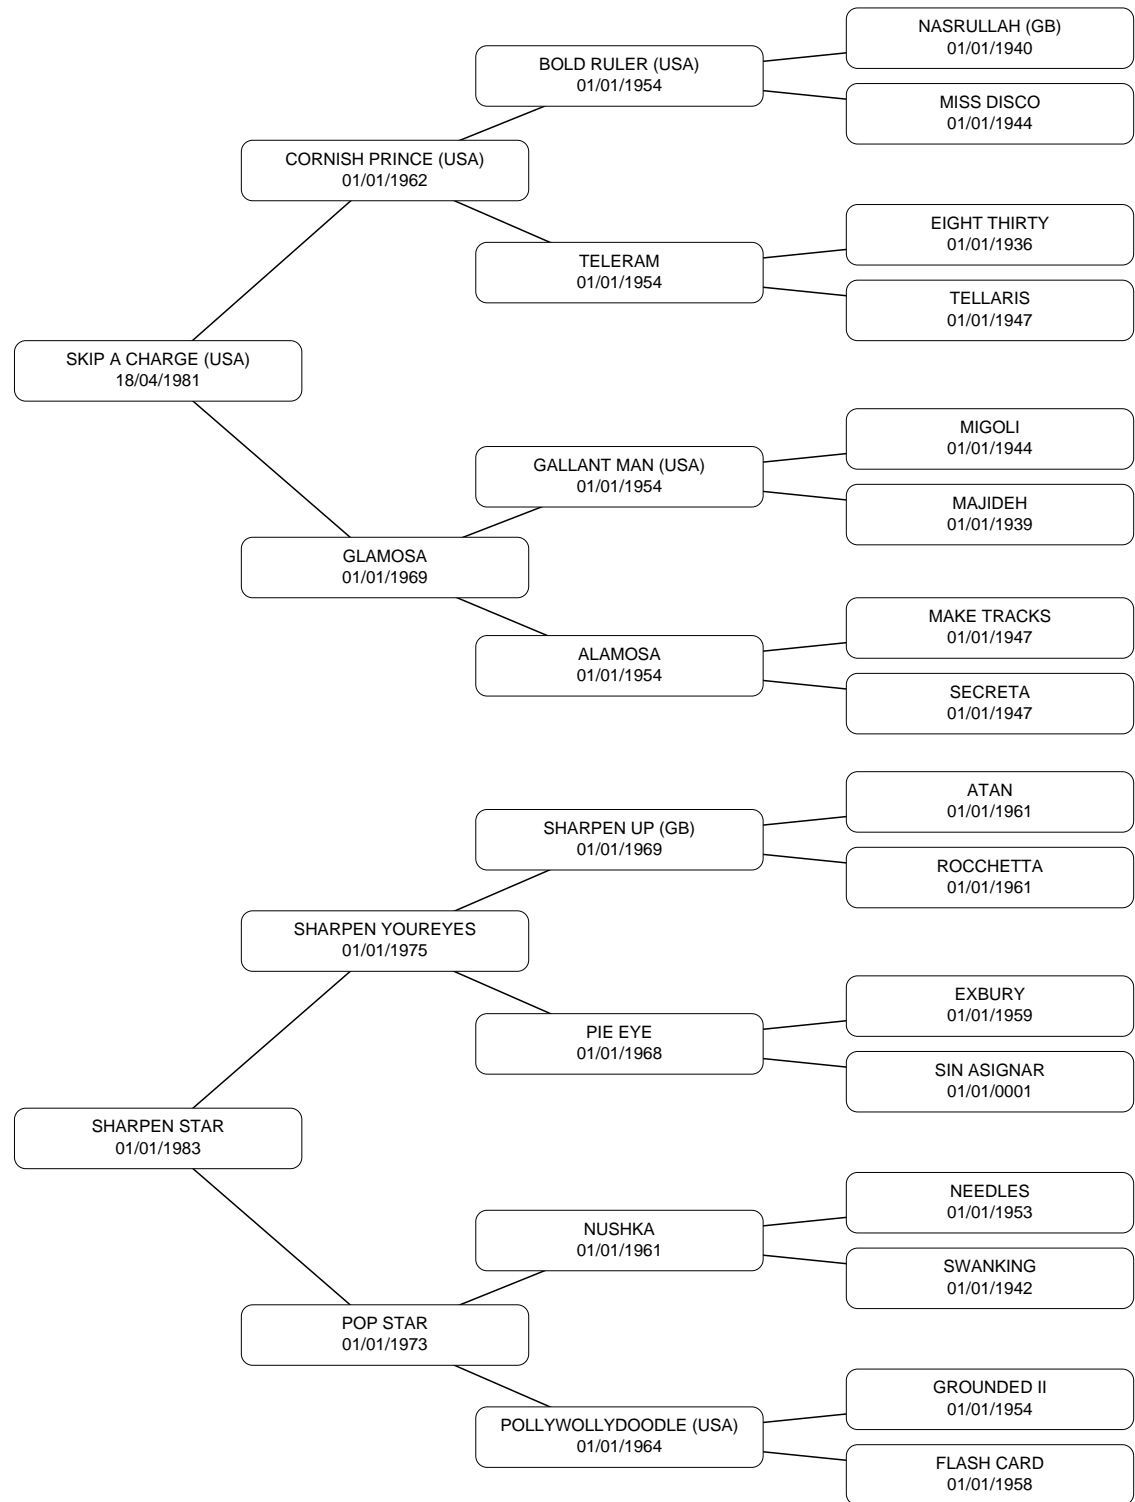 NASRULLAH (GB)
01/01/1940
BOLD RULER (USA)
01/01/1954
MISS DISCO
01/01/1944
CORNISH PRINCE (USA)
01/01/1962
EIGHT THIRTY
01/01/1936
TELERAM
01/01/1954
TELLARIS
01/01/1947
SKIP A CHARGE (USA)
18/04/1981
MIGOLI
01/01/1944
GALLANT MAN (USA)
01/01/1954
MAJIDEH
01/01/1939
GLAMOSA
01/01/1969
MAKE TRACKS
01/01/1947
ALAMOSA
01/01/1954
SECRETA
01/01/1947
ATAN
01/01/1961
SHARPEN UP (GB)
01/01/1969
ROCCHETTA
01/01/1961
SHARPEN YOUREYES
01/01/1975
EXBURY
01/01/1959
PIE EYE
01/01/1968
SIN ASIGNAR
01/01/0001
SHARPEN STAR
01/01/1983
NEEDLES
01/01/1953
NUSHKA
01/01/1961
SWANKING
01/01/1942
POP STAR
01/01/1973
GROUNDED II
01/01/1954
POLLYWOLLYDOODLE (USA)
01/01/1964
FLASH CARD
01/01/1958